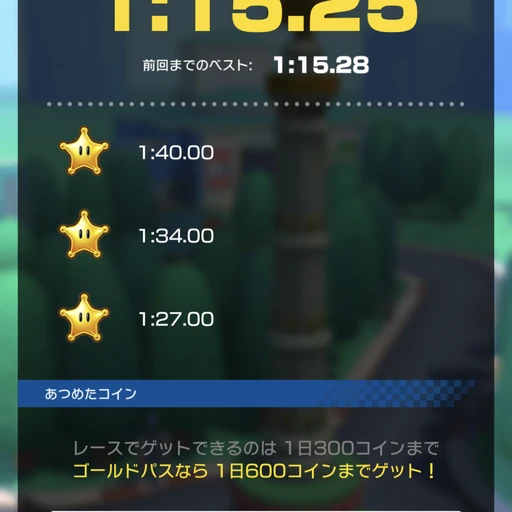 1:15.25
前回までのベスト: 1:15.28
1:40.00
1:34.00
1:27.00
あつめたコイン
レースでゲットできるのは 1日300コインまで
ゴールドパスなら 1日600コインまでゲット！